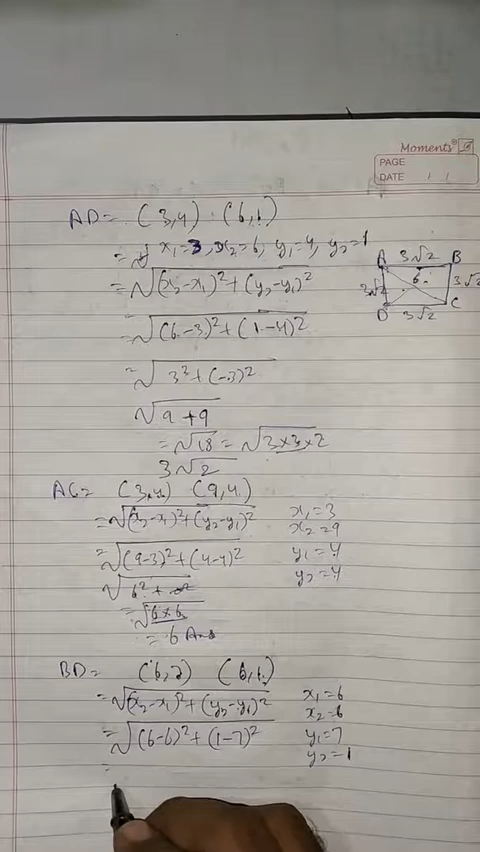 Moments
PAGE
DATE / /
AD = (3,4) (6,1)
= x₁=3, x₂=6, y₁=4, y₂=1
= √(x₂-x₁)²+(y₂-y₁)²
= √(6-3)²+(1-4)²
= √3²+(-3)²
√9+9
= √18 = √3×3×2
3√2
A 3√2 B
3√2 6 3√2
D 3√2 C
AC = (3,4) (9,4)
= √(x₂-x₁)²+(y₂-y₁)² x₁=3
x₂=9
= √(9-3)²+(4-4)² y₁=4
y₂=4
√6²+0²
= √6×6
= 6 Ans
BD = (6,7) (6,1)
= √(x₂-x₁)²+(y₂-y₁)² x₁=6
x₂=6
= √(6-6)²+(1-7)² y₁=7
y₂=1
=